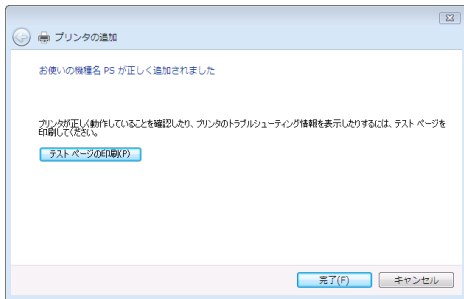 プリンタの追加
お使いの機種名 PS が正しく追加されました
プリンタが正しく動作していることを確認したり、プリンタのトラブルシューティング情報を表示したりするには、テスト ページを
印刷してください。
テスト ページの印刷(P)
完了(F)
キャンセル